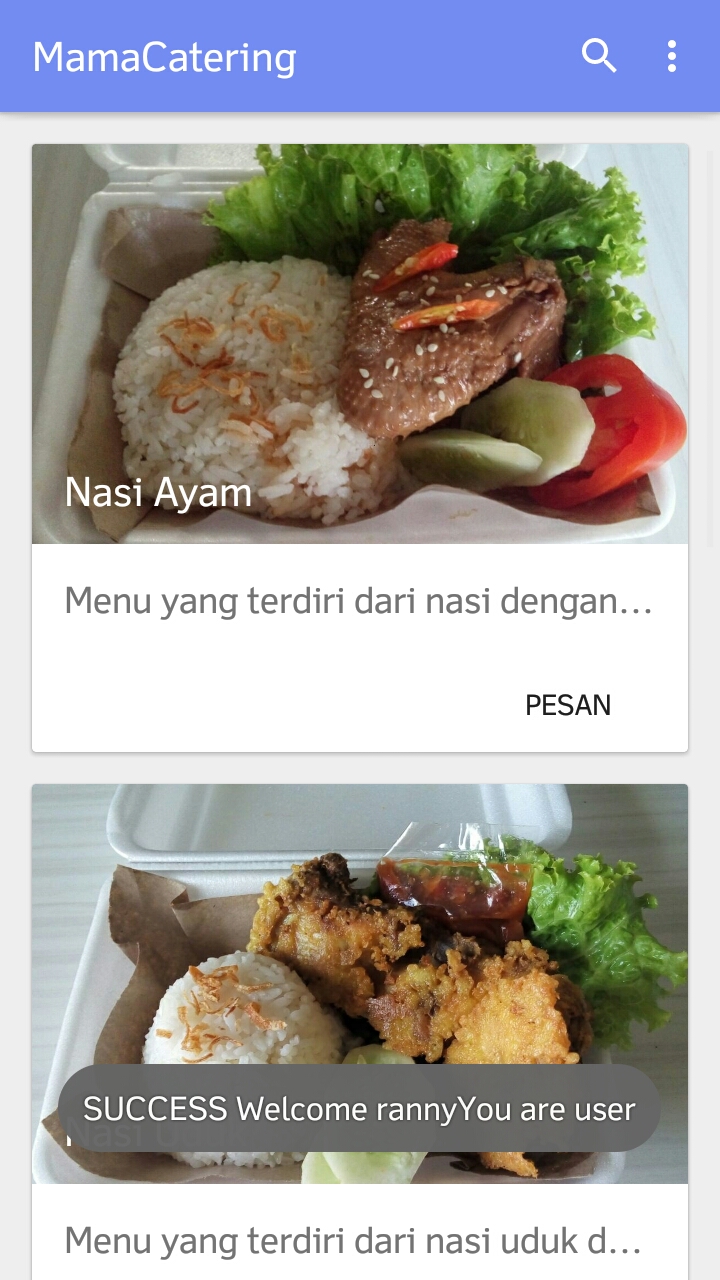 MamaCatering
Nasi Ayam
Menu yang terdiri dari nasi dengan...
PESAN
SUCCESS Welcome rannyYou are user
Nasi
Menu yang terdiri dari nasi uduk d...